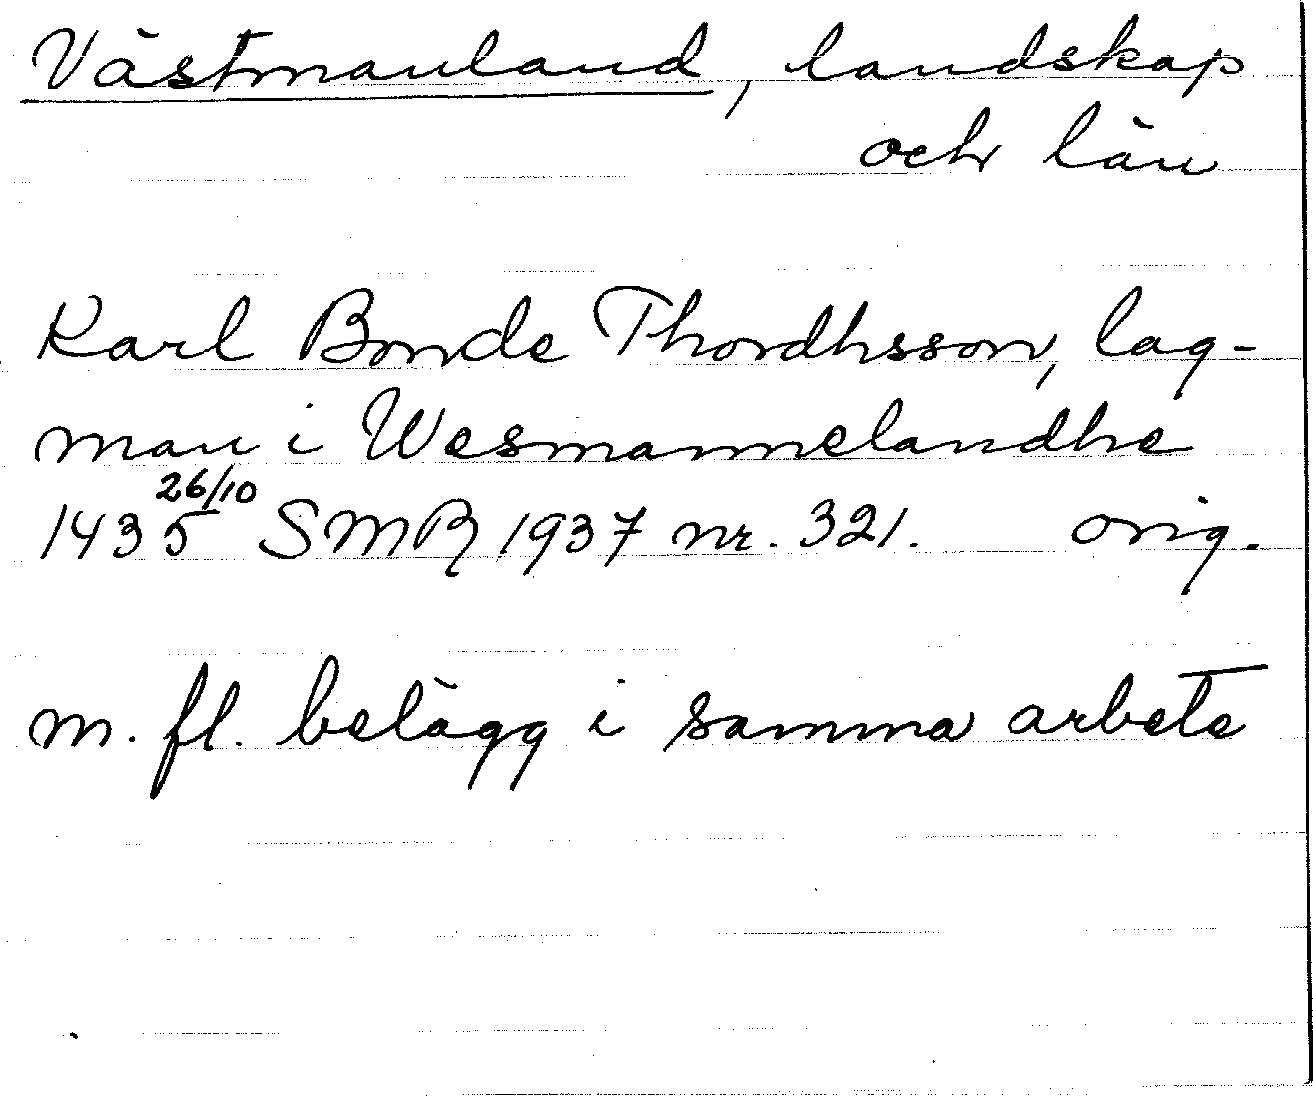 Västmanland, landskap
och län
Karl Bonde Thordhsson, lag-
man i Wesmannelandhe
26/10
1435 SMR 1937 nr. 321. orig.
m. fl. belägg i samma arbete